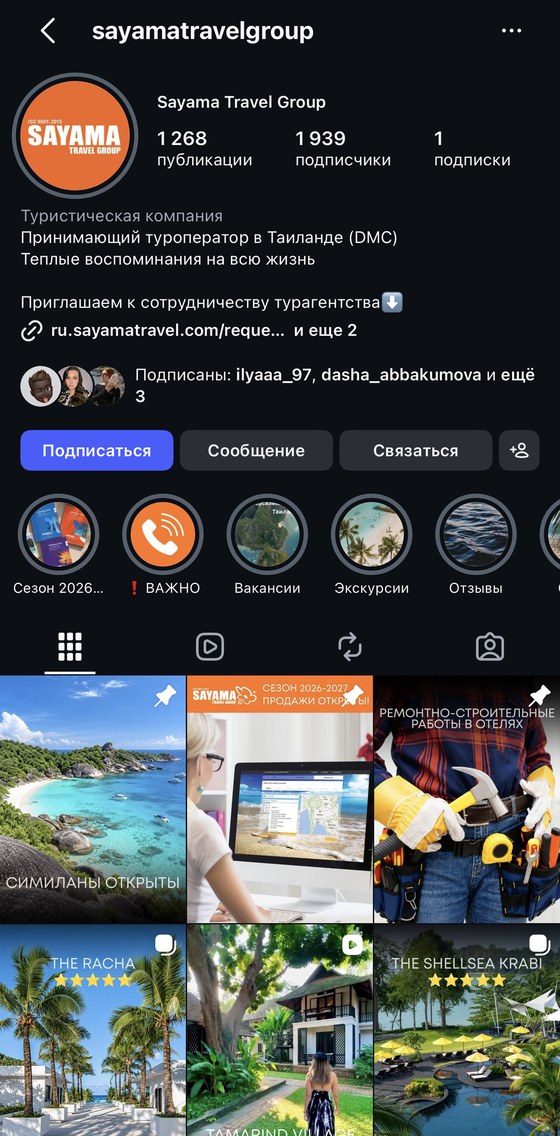 sayamatravelgroup
ISO 9001:2015
SAYAMA
TRAVEL GROUP
Sayama Travel Group
1 268
1 939
1
публикации
подписчики
подписки
Туристическая компания
Принимающий туроператор в Таиланде (DMC)
Теплые воспоминания на всю жизнь
Приглашаем к сотрудничеству турагентства⬇️
ru.sayamatravel.com/reque... и еще 2
Подписаны: ilyaaa_97, dasha_abbakumova и ещё
3
Подписаться
Сообщение
Связаться
Сезон 2026...
❗ ВАЖНО
Вакансии
Экскурсии
Отзывы
СИМИЛАНЫ ОТКРЫТЫ
SAYAMA
TRAVEL GROUP
СЕЗОН 2026-2027
ПРОДАЖИ ОТКРЫТЫ!
РЕМОНТНО-СТРОИТЕЛЬНЫЕ
РАБОТЫ В ОТЕЛЯХ
THE RACHA
TAMARIND VILLAGE
THE SHELLSEA KRABI